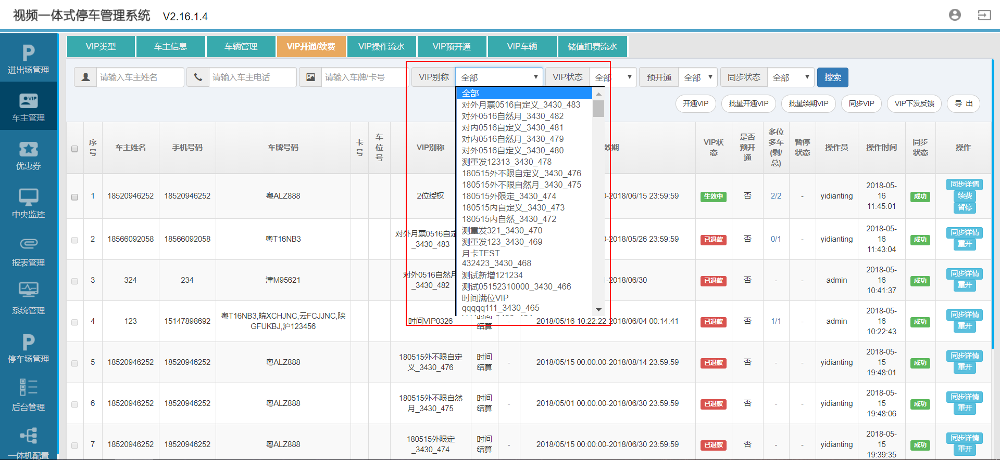 视频一体式停车管理系统 V2.16.1.4
进出场管理
车主管理
优惠券
中央监控
报表管理
系统管理
停车场管理
后台管理
一体机配置
VIP类型 车主信息 车辆管理 VIP开通/续费 VIP操作流水 VIP预开通 VIP车辆 储值扣费流水
请输入车主姓名 请输入车主电话 请输入车牌/卡号 VIP别称 全部 VIP状态 全部 预开通 全部 同步状态 全部 搜索
开通VIP 批量开通VIP 批量续期VIP 同步VIP VIP下发反馈 导 出
全部
对外月票0516自定义_3430_483
对外0516自然月_3430_482
对内0516自定义_3430_481
对内0516自然月_3430_479
对外0516自定义_3430_480
测重发12313_3430_478
180515外不限自定义_3430_476
180515外不限自然月_3430_475
180515外限定_3430_474
180515内自定义_3430_473
180515内自然_3430_472
测重发321_3430_470
测重发123_3430_469
月卡TEST
432423_3430_468
测试新增121234
测试05152310000_3430_466
时间满位VIP
qqqqq111_3430_465
序号 车主姓名 手机号码 车牌号码 卡号 车位号 VIP别称 效期 VIP状态 是否预开通 多位多车(剩/总) 暂停状态 操作员 操作时间 同步状态 操作
1 18520946252 18520946252 粤ALZ888 2位授权 0-2018/06/15 23:59:59 生效中 否 2/2 - yidianting 2018-05-16 11:45:01 成功 同步详情 续费 暂停
2 18566092058 18566092058 粤T16NB3 对外月票0516自定_3430_483 0-2018/05/26 23:59:59 已退款 否 0/1 - yidianting 2018-05-16 11:43:04 成功 同步详情 重开
3 324 234 津M95621 对外0516自然月_3430_482 -2018/06/30 已退款 否 - - admin 2018-05-16 10:41:37 成功 同步详情 重开
4 123 15147898692 粤T16NB3,皖XCHJNC,云FCJJNC,陕GFUKBJ,沪123456 时间VIP0326 时间结算 - 2018/05/16 10:22:22-2018/06/04 00:14:41 已退款 否 1/1 - admin 2018-05-16 10:22:43 成功 同步详情 重开
5 18520946252 18520946252 粤ALZ888 180515外不限自定义_3430_476 时间结算 - 2018/05/15 00:00:00-2018/08/14 23:59:59 已退款 否 - - yidianting 2018-05-15 19:48:01 成功 同步详情 重开
6 18520946252 18520946252 粤ALZ888 180515外不限自然月_3430_475 时间结算 - 2018/05/01 00:00:00-2018/06/30 23:59:59 已退款 否 - - yidianting 2018-05-15 19:48:06 成功 同步详情 重开
7 18520946252 18520946252 粤ALZ888 180515外限定_3430_474 时间结算 - 2018/05/15 00:00:00-2018/06/30 23:59:59 已退款 否 - - yidianting 2018-05-15 19:39:35 成功 同步详情 重开